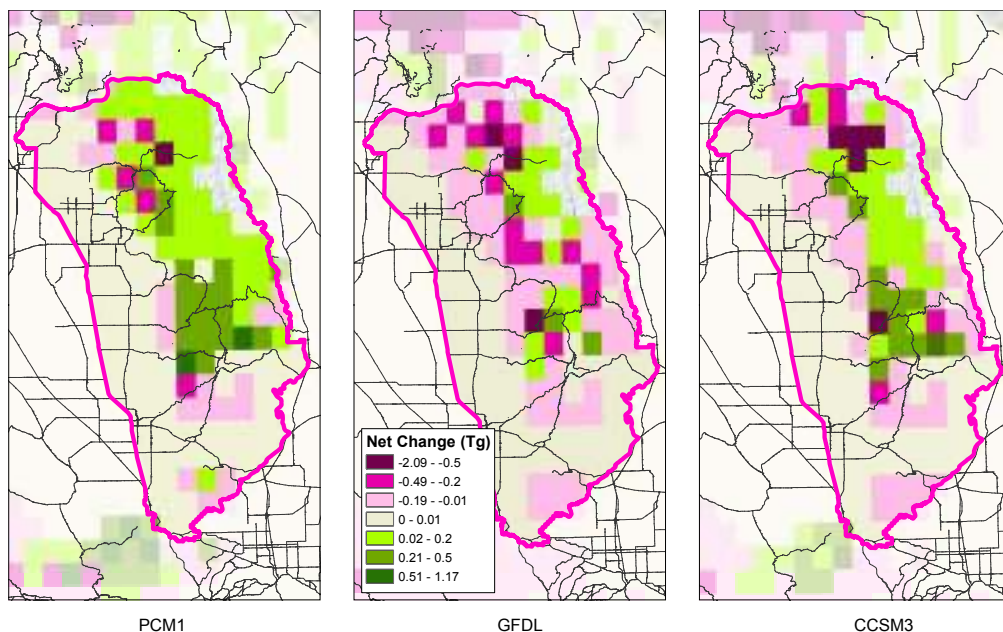 Net Change (Tg)
-2.09 - -0.5
-0.49 - -0.2
-0.19 - -0.01
0 - 0.01
0.02 - 0.2
0.21 - 0.5
0.51 - 1.17
PCM1
GFDL
CCSM3